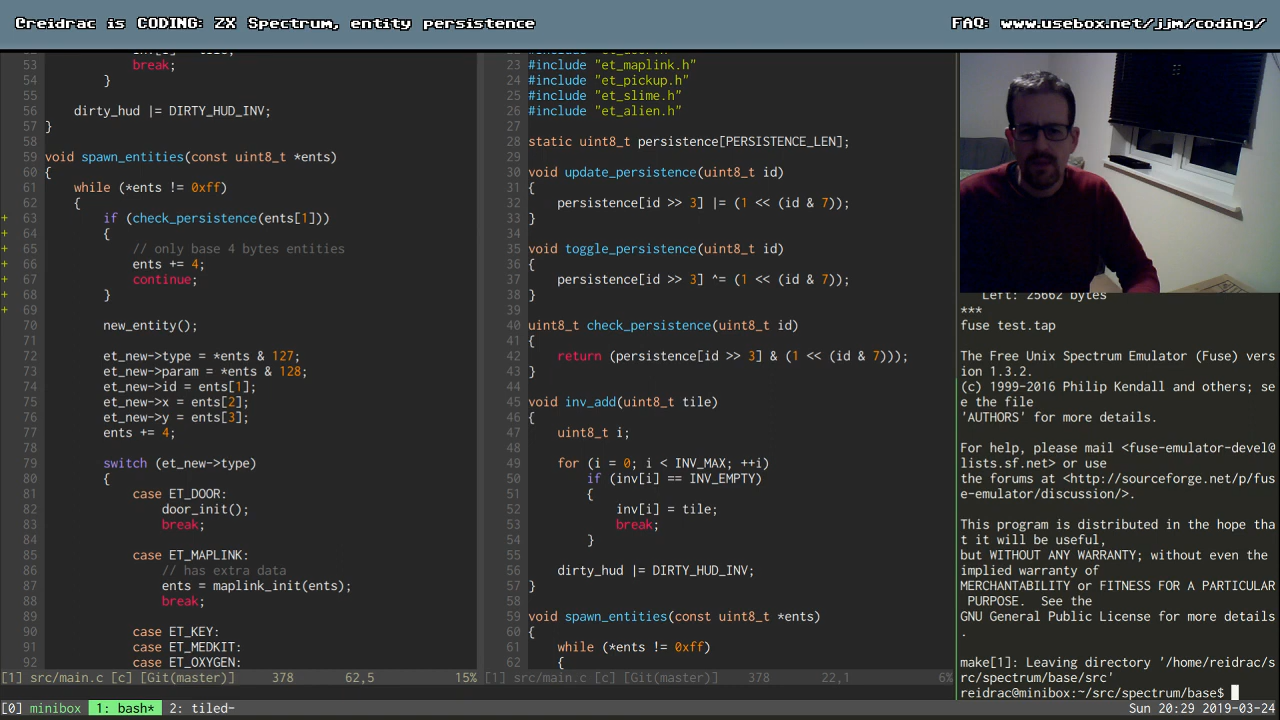 Creidrac is CODING: ZX Spectrum, entity persistence
FAQ: www.usebox.net/jjm/coding/
53 break;
54 }
55
56 dirty_hud |= DIRTY_HUD_INV;
57 }
58
59 void spawn_entities(const uint8_t *ents)
60 {
61 while (*ents != 0xff)
62 {
+ 63 if (check_persistence(ents[1]))
+ 64 {
+ 65 // only base 4 bytes entities
+ 66 ents += 4;
+ 67 continue;
+ 68 }
+ 69
70 new_entity();
71
72 et_new->type = *ents & 127;
73 et_new->param = *ents & 128;
74 et_new->id = ents[1];
75 et_new->x = ents[2];
76 et_new->y = ents[3];
77 ents += 4;
78
79 switch (et_new->type)
80 {
81 case ET_DOOR:
82 door_init();
83 break;
84
85 case ET_MAPLINK:
86 // has extra data
87 ents = maplink_init(ents);
88 break;
89
90 case ET_KEY:
91 case ET_MEDKIT:
92 case ET_OXYGEN:
[1] src/main.c [c] [Git(master)] 378 62,5 15%
23 #include "et_maplink.h"
24 #include "et_pickup.h"
25 #include "et_slime.h"
26 #include "et_alien.h"
27
28 static uint8_t persistence[PERSISTENCE_LEN];
29
30 void update_persistence(uint8_t id)
31 {
32 persistence[id >> 3] |= (1 << (id & 7));
33 }
34
35 void toggle_persistence(uint8_t id)
36 {
37 persistence[id >> 3] ^= (1 << (id & 7));
38 }
39
40 uint8_t check_persistence(uint8_t id)
41 {
42 return (persistence[id >> 3] & (1 << (id & 7)));
43 }
44
45 void inv_add(uint8_t tile)
46 {
47 uint8_t i;
48
49 for (i = 0; i < INV_MAX; ++i)
50 if (inv[i] == INV_EMPTY)
51 {
52 inv[i] = tile;
53 break;
54 }
55
56 dirty_hud |= DIRTY_HUD_INV;
57 }
58
59 void spawn_entities(const uint8_t *ents)
60 {
61 while (*ents != 0xff)
62 {
[1] src/main.c [c] [Git(master)] 378 22,1 6%
Left: 25662 bytes
***
fuse test.tap
The Free Unix Spectrum Emulator (Fuse) vers
ion 1.3.2.
(c) 1999-2016 Philip Kendall and others; se
e the file
'AUTHORS' for more details.
For help, please mail <fuse-emulator-devel@
lists.sf.net> or use
the forums at <http://sourceforge.net/p/fus
e-emulator/discussion/>.
This program is distributed in the hope tha
t it will be useful,
but WITHOUT ANY WARRANTY; without even the
implied warranty of
MERCHANTABILITY or FITNESS FOR A PARTICULAR
PURPOSE. See the
GNU General Public License for more details
.
make[1]: Leaving directory '/home/reidrac/s
rc/spectrum/base/src'
reidrac@minibox:~/src/spectrum/base$
[0] minibox 1: bash* 2: tiled- Sun 20:29 2019-03-24